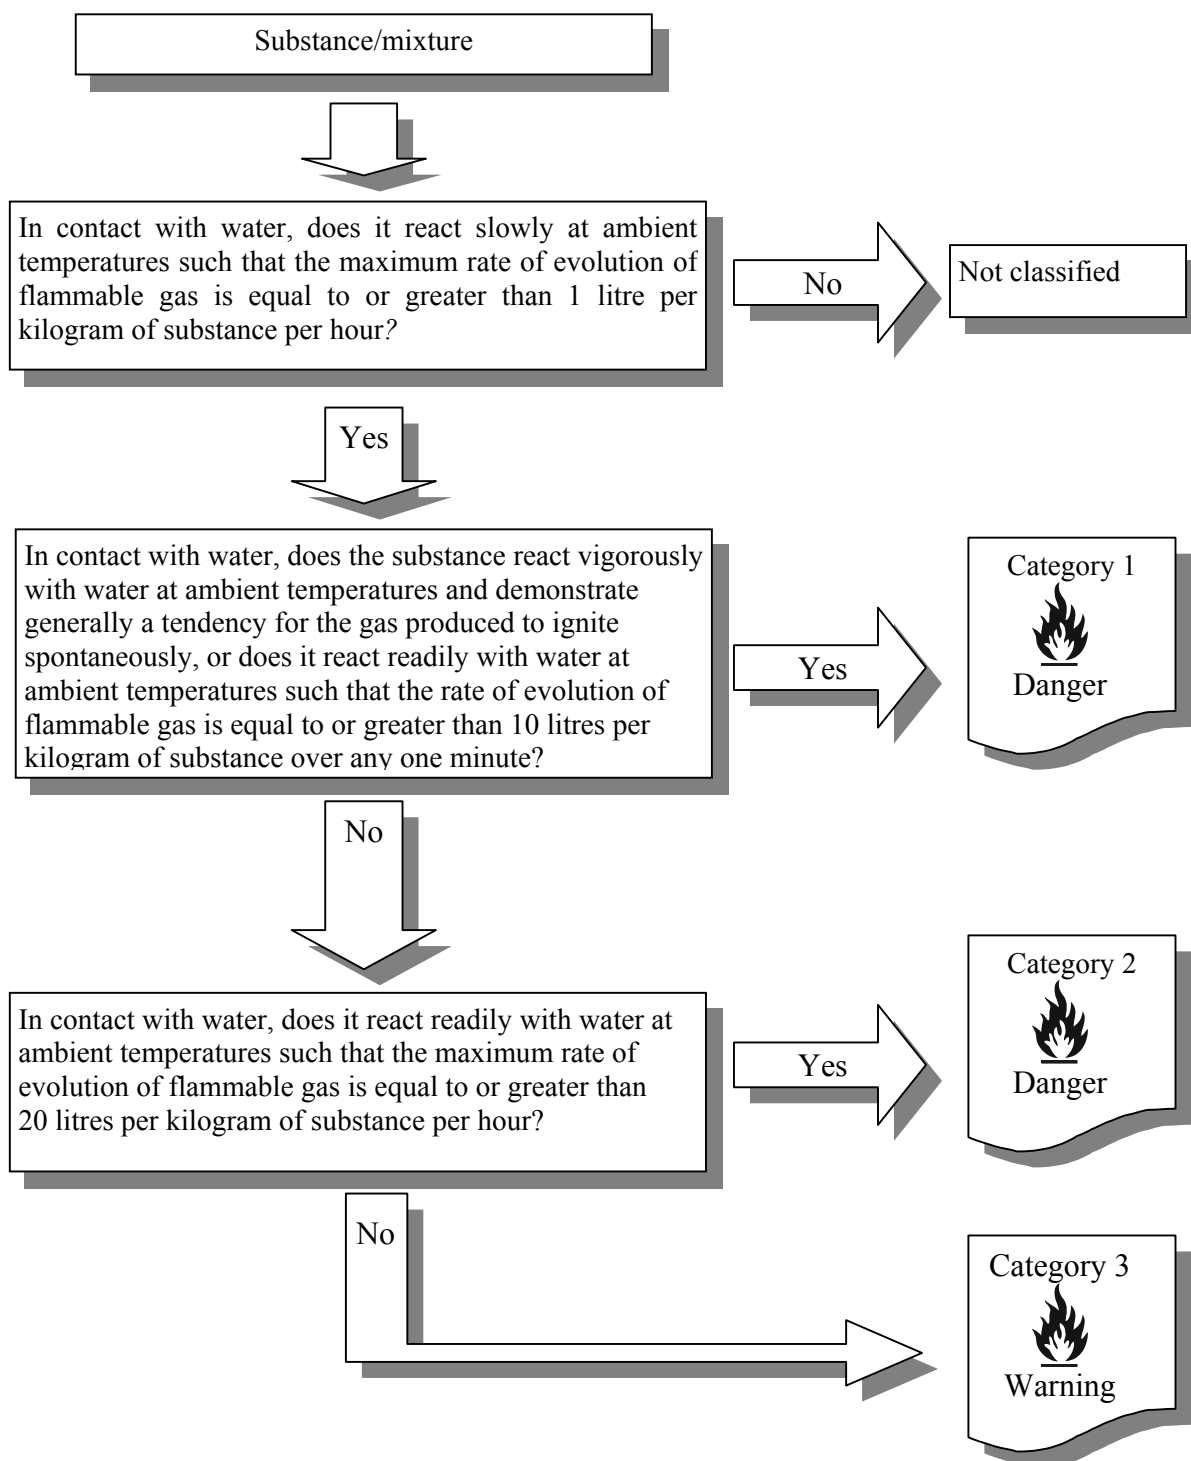 Substance/mixture
In contact with water, does it react slowly at ambient
temperatures such that the maximum rate of evolution of
flammable gas is equal to or greater than 1 litre per
kilogram of substance per hour?
No
Not classified
Yes
In contact with water, does the substance react vigorously
with water at ambient temperatures and demonstrate
generally a tendency for the gas produced to ignite
spontaneously, or does it react readily with water at
ambient temperatures such that the rate of evolution of
flammable gas is equal to or greater than 10 litres per
kilogram of substance over any one minute?
Yes
Category 1
Danger
No
In contact with water, does it react readily with water at
ambient temperatures such that the maximum rate of
evolution of flammable gas is equal to or greater than
20 litres per kilogram of substance per hour?
Yes
Category 2
Danger
No
Category 3
Warning